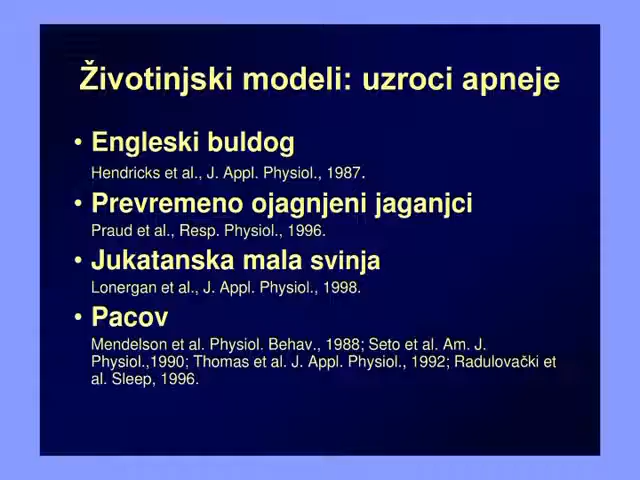 Životinjski modeli: uzroci apneje
• Engleski buldog
Hendricks et al., J. Appl. Physiol., 1987.
• Prevremeno ojagnjeni jaganjci
Praud et al., Resp. Physiol., 1996.
• Jukatanska mala svinja
Lonergan et al., J. Appl. Physiol., 1998.
• Pacov
Mendelson et al. Physiol. Behav., 1988; Seto et al. Am. J.
Physiol.,1990; Thomas et al. J. Appl. Physiol., 1992; Radulovački et
al. Sleep, 1996.